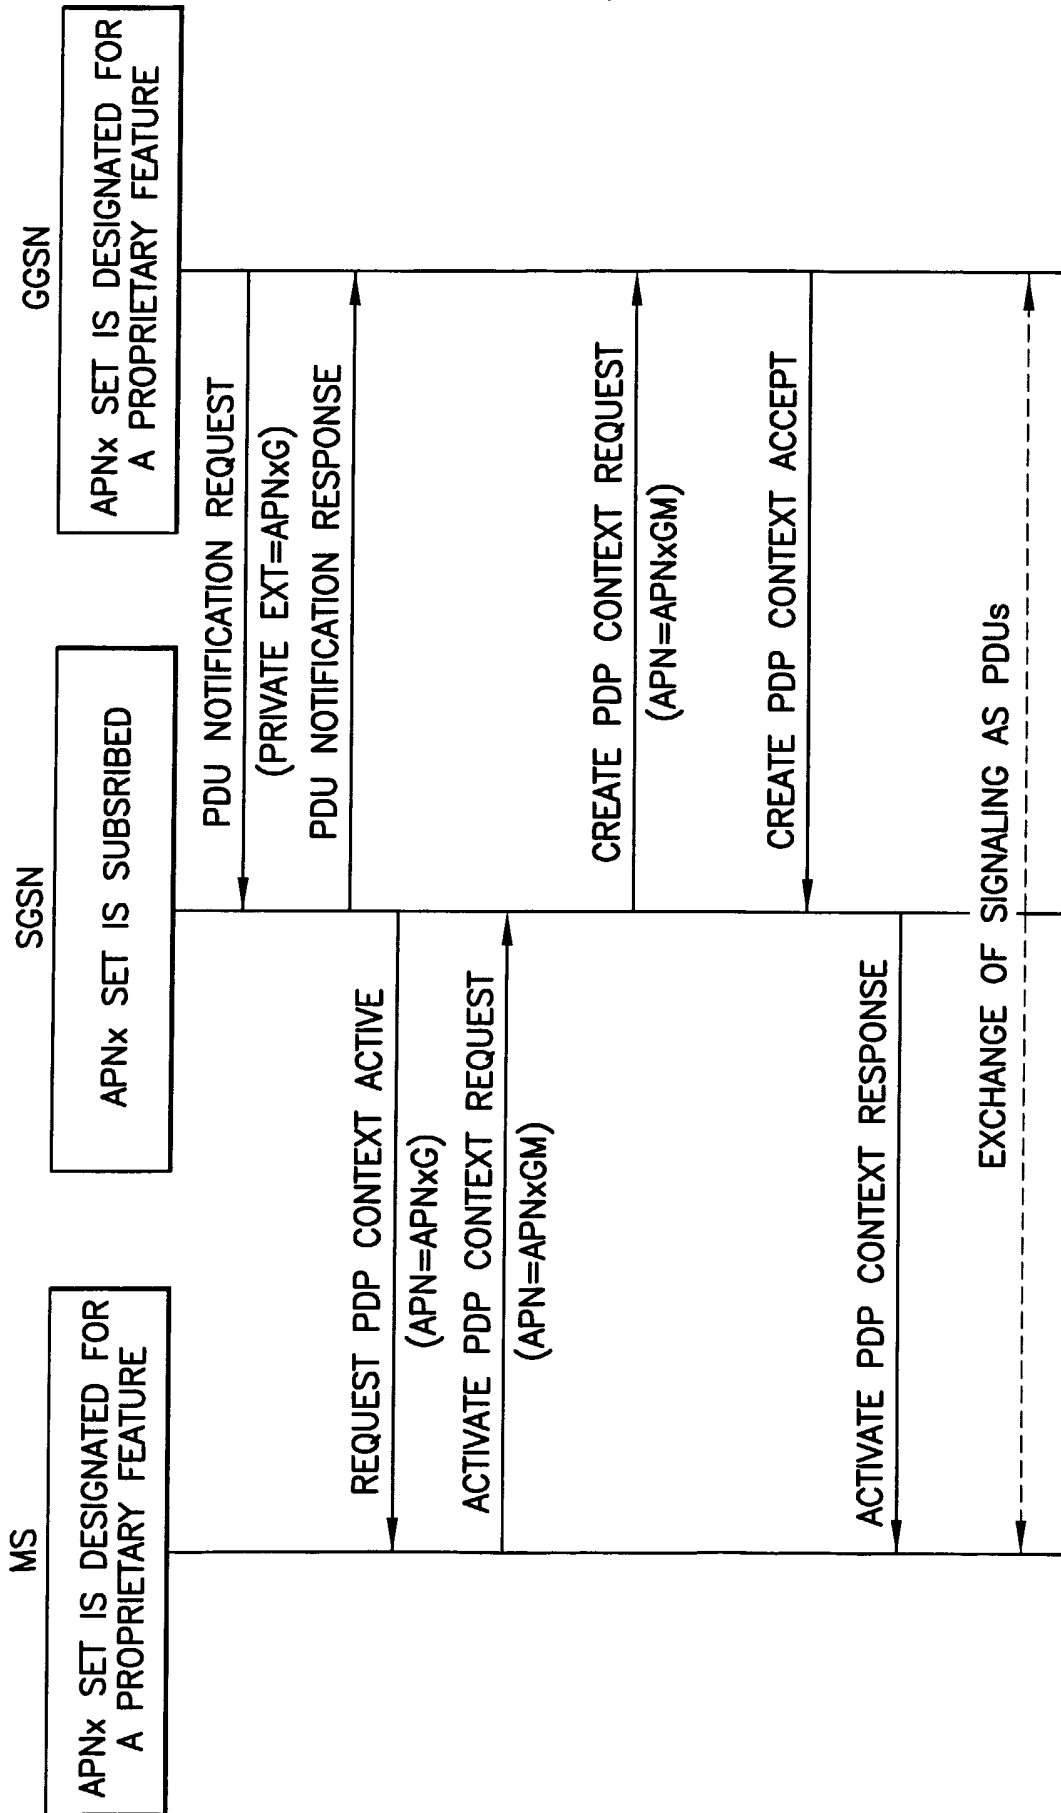 MS
APNx SET IS DESIGNATED FOR
A PROPRIETARY FEATURE
SGSN
APNx SET IS SUBSRIBED
GGSN
APNx SET IS DESIGNATED FOR
A PROPRIETARY FEATURE
PDU NOTIFICATION REQUEST
(PRIVATE EXT=APNxG)
PDU NOTIFICATION RESPONSE
REQUEST PDP CONTEXT ACTIVE
(APN=APNxG)
ACTIVATE PDP CONTEXT REQUEST
(APN=APNxGM)
CREATE PDP CONTEXT REQUEST
(APN=APNxGM)
CREATE PDP CONTEXT ACCEPT
ACTIVATE PDP CONTEXT RESPONSE
EXCHANGE OF SIGNALING AS PDUs